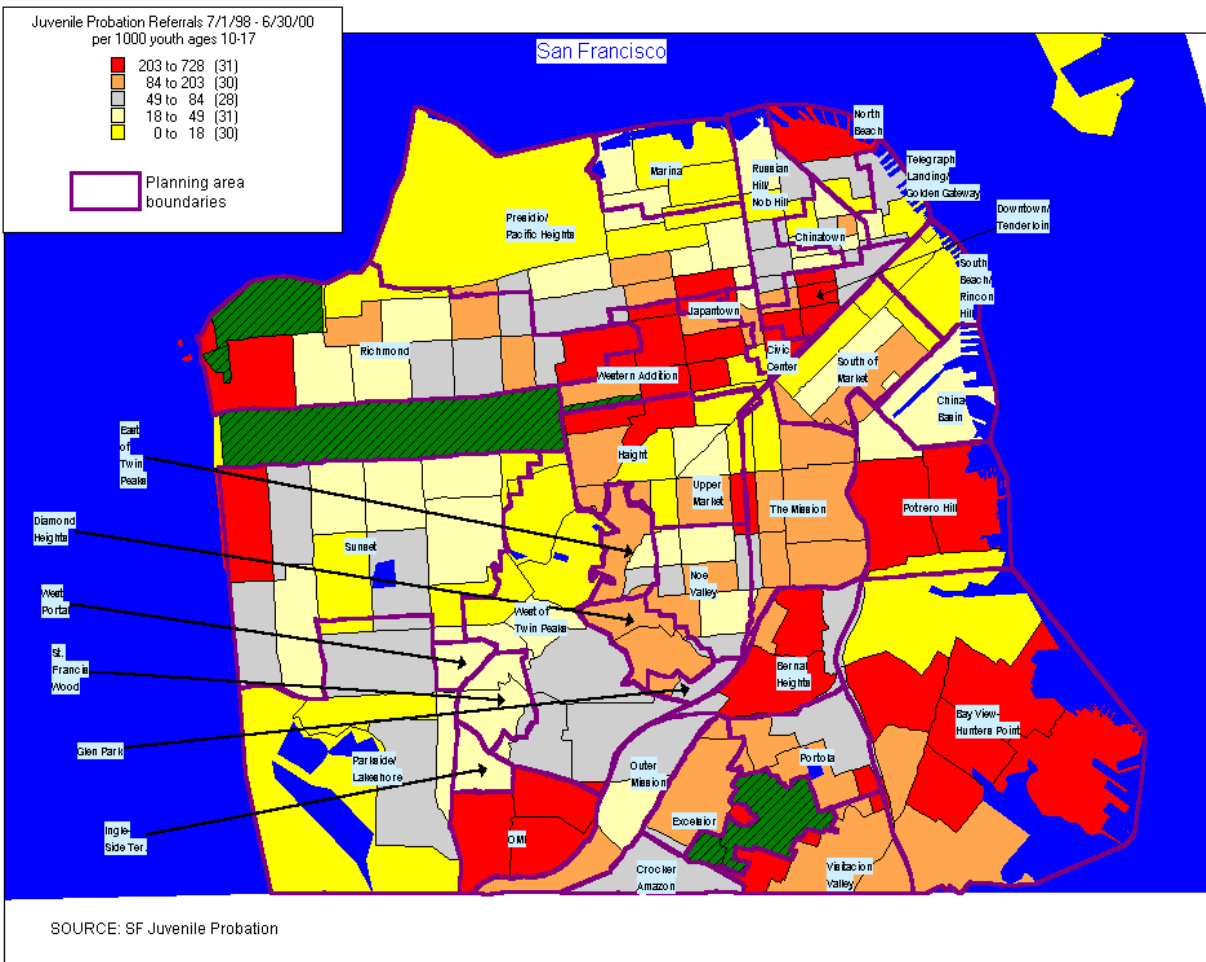 Juvenile Probation Referrals 7/1/98 - 6/30/00
per 1000 youth ages 10-17
203 to 728 (31)
84 to 203 (30)
49 to 84 (28)
18 to 49 (31)
0 to 18 (30)
Planning area
boundaries
San Francisco
North
Beach
Telegraph
Landing/
Golden Gateway
Downtown/
Tenderloin
Marina
Russian
Hill/
Nob Hill
Presidio/
Pacific Heights
Chinatown
South
Beach/
Rincon
Hill
Japantown
Richmond
Civic
Center
South of
Market
Western Addition
China
Basin
East
of
Twin
Peaks
Haight
Upper
Market
The Mission
Potrero Hill
Diamond
Heights
Sunset
Noe
Valley
West
Portal
West of
Twin Peaks
St.
Francis
Wood
Bernal
Heights
Bay View-
Hunters Point
Glen Park
Parkside/
Lakeshore
Outer
Mission
Portola
Ingle-
Side Ter.
OMI
Excelsior
Crocker
Amazon
Visitacion
Valley
SOURCE: SF Juvenile Probation